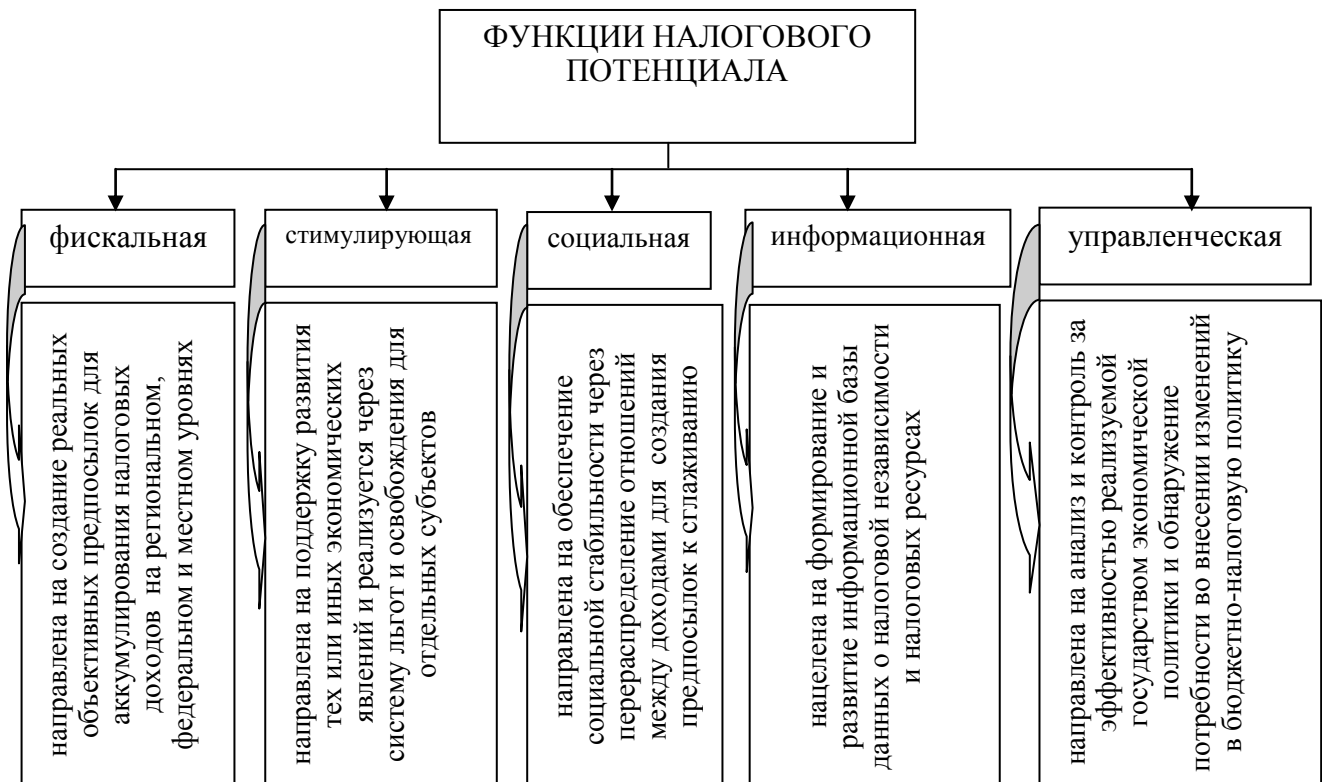 ФУНКЦИИ НАЛОГОВОГО
ПОТЕНЦИАЛА
фискальная
стимулирующая
социальная
информационная
управленческая
направлена на создание реальных
объективных предпосылок для
аккумулирования налоговых
доходов на региональном,
федеральном и местном уровнях
направлена на поддержку развития
тех или иных экономических
явлений и реализуется через
систему льгот и освобождения для
отдельных субъектов
направлена на обеспечение
социальной стабильности через
перераспределение отношений
между доходами для создания
предпосылок к сглаживанию
нацелена на формирование и
развитие информационной базы
данных о налоговой независимости
и налоговых ресурсах
направлена на анализ и контроль за
эффективностью реализуемой
государством экономической
политики и обнаружение
потребности во внесении изменений
в бюджетно-налоговую политику